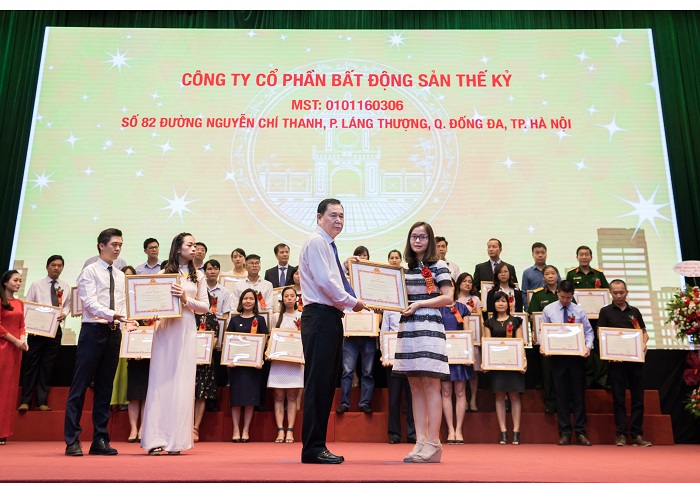 CÔNG TY CỔ PHẦN BẤT ĐỘNG SẢN THẾ KỶ
MST: 0101160306
SỐ 82 ĐƯỜNG NGUYỄN CHÍ THANH, P. LÁNG THƯỢNG, Q. ĐỐNG ĐA, TP. HÀ NỘI